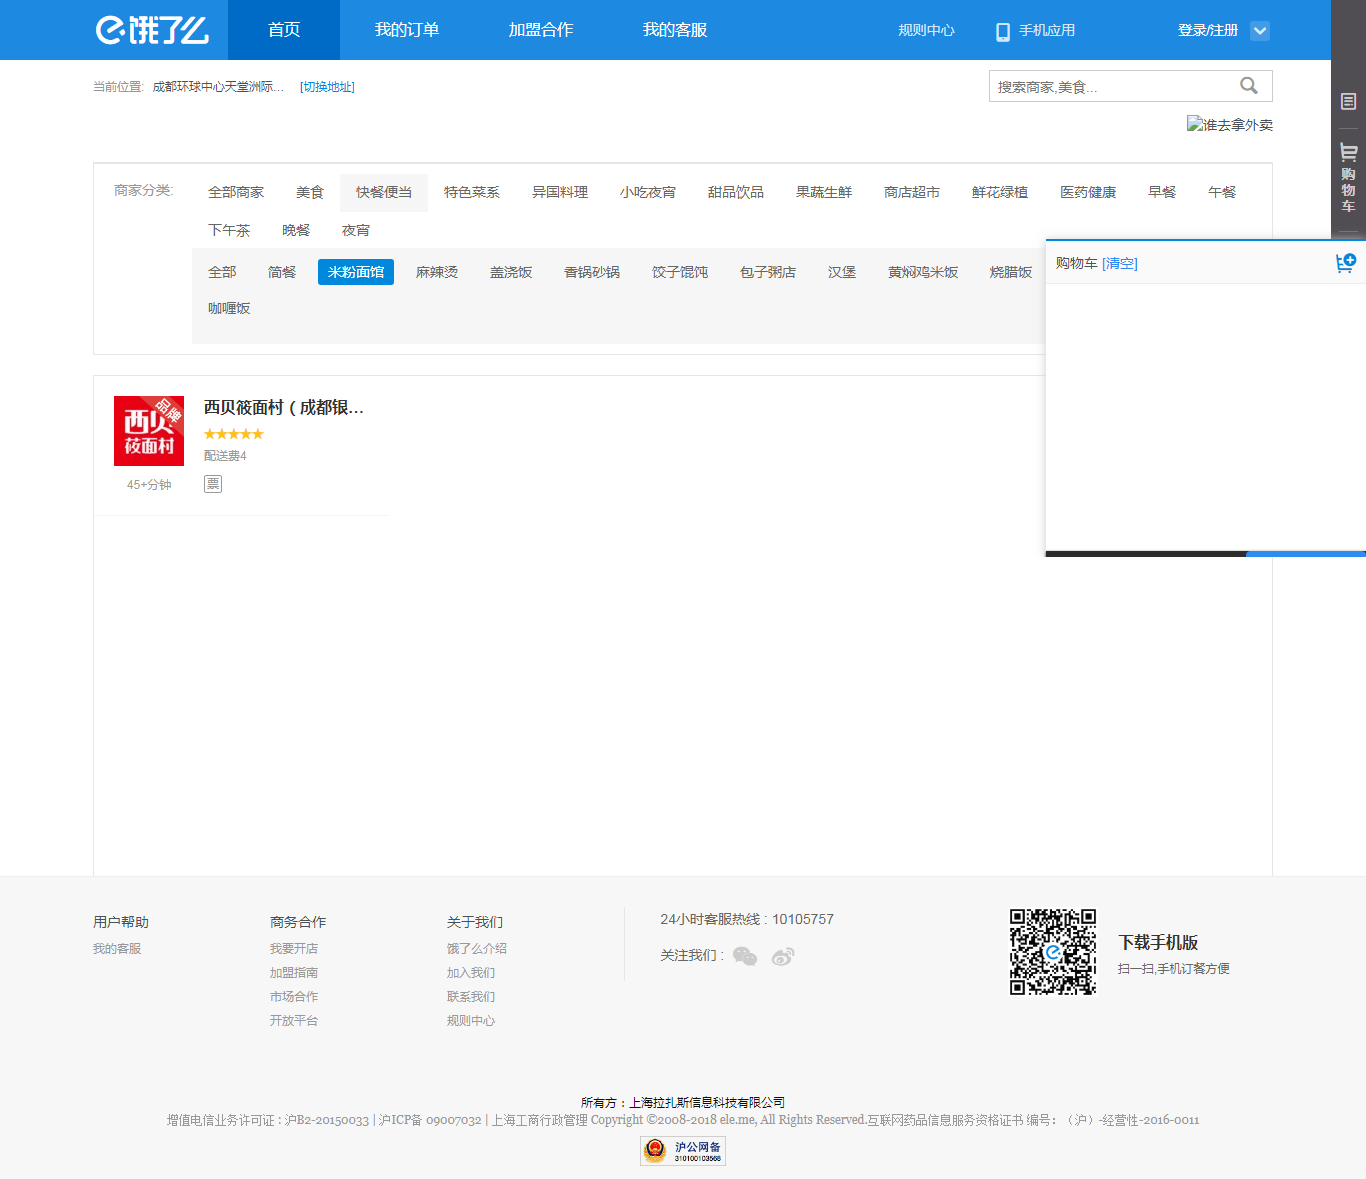 饿了么 首页 我的订单 加盟合作 我的客服 规则中心 手机应用 登录/注册
当前位置: 成都环球中心天堂洲际... [切换地址] 搜索商家,美食...
谁去拿外卖
购物车
商家分类: 全部商家 美食 快餐便当 特色菜系 异国料理 小吃夜宵 甜品饮品 果蔬生鲜 商店超市 鲜花绿植 医药健康 早餐 午餐
下午茶 晚餐 夜宵
全部 简餐 米粉面馆 麻辣烫 盖浇饭 香锅砂锅 饺子馄饨 包子粥店 汉堡 黄焖鸡米饭 烧腊饭
咖喱饭
购物车 [清空]
品牌
西贝
莜面村
西贝莜面村（成都银...
配送费4
45+分钟 票
用户帮助 商务合作 关于我们 24小时客服热线 : 10105757
我的客服 我要开店 饿了么介绍 关注我们 : 下载手机版
加盟指南 加入我们 扫一扫,手机订餐方便
市场合作 联系我们
开放平台 规则中心
所有方：上海拉扎斯信息科技有限公司
增值电信业务许可证 : 沪B2-20150033 | 沪ICP备 09007032 | 上海工商行政管理 Copyright ©2008-2018 ele.me, All Rights Reserved.互联网药品信息服务资格证书 编号：（沪）-经营性-2016-0011
沪公网备
310100103568